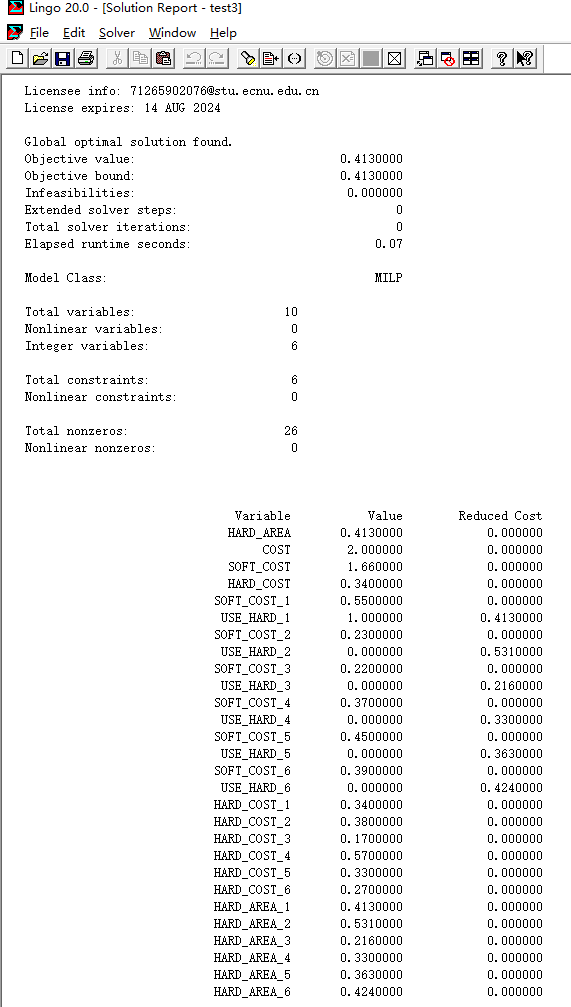 Lingo 20.0 - [Solution Report - test3]
File Edit Solver Window Help
Licensee info: 71265902076@stu.ecnu.edu.cn
License expires: 14 AUG 2024
Global optimal solution found.
Objective value: 0.4130000
Objective bound: 0.4130000
Infeasibilities: 0.000000
Extended solver steps: 0
Total solver iterations: 0
Elapsed runtime seconds: 0.07
Model Class: MILP
Total variables: 10
Nonlinear variables: 0
Integer variables: 6
Total constraints: 6
Nonlinear constraints: 0
Total nonzeros: 26
Nonlinear nonzeros: 0
Variable Value Reduced Cost
HARD_AREA 0.4130000 0.000000
COST 2.000000 0.000000
SOFT_COST 1.660000 0.000000
HARD_COST 0.3400000 0.000000
SOFT_COST_1 0.5500000 0.000000
USE_HARD_1 1.000000 0.4130000
SOFT_COST_2 0.2300000 0.000000
USE_HARD_2 0.000000 0.5310000
SOFT_COST_3 0.2200000 0.000000
USE_HARD_3 0.000000 0.2160000
SOFT_COST_4 0.3700000 0.000000
USE_HARD_4 0.000000 0.3300000
SOFT_COST_5 0.4500000 0.000000
USE_HARD_5 0.000000 0.3630000
SOFT_COST_6 0.3900000 0.000000
USE_HARD_6 0.000000 0.4240000
HARD_COST_1 0.3400000 0.000000
HARD_COST_2 0.3800000 0.000000
HARD_COST_3 0.1700000 0.000000
HARD_COST_4 0.5700000 0.000000
HARD_COST_5 0.3300000 0.000000
HARD_COST_6 0.2700000 0.000000
HARD_AREA_1 0.4130000 0.000000
HARD_AREA_2 0.5310000 0.000000
HARD_AREA_3 0.2160000 0.000000
HARD_AREA_4 0.3300000 0.000000
HARD_AREA_5 0.3630000 0.000000
HARD_AREA_6 0.4240000 0.000000